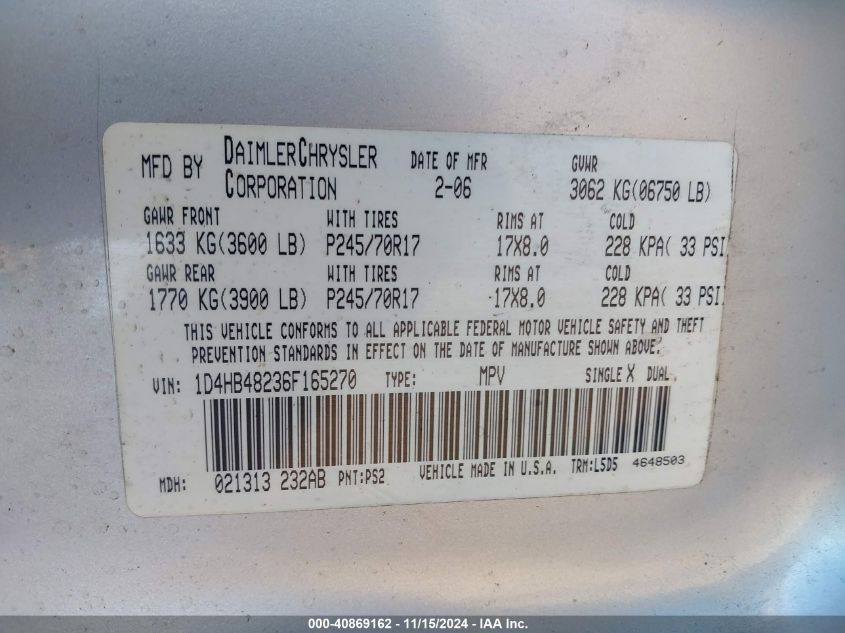 MFD BY DAIMLERCHRYSLER CORPORATION DATE OF MFR 2-06 GVWR 3062 KG(06750 LB)
GAWR FRONT WITH TIRES RIMS AT COLD
1633 KG(3600 LB) P245/70R17 17X8.0 228 KPA( 33 PSI
GAWR REAR WITH TIRES RIMS AT COLD
1770 KG(3900 LB) P245/70R17 17X8.0 228 KPA( 33 PSI
THIS VEHICLE CONFORMS TO ALL APPLICABLE FEDERAL MOTOR VEHICLE SAFETY AND THEFT
PREVENTION STANDARDS IN EFFECT ON THE DATE OF MANUFACTURE SHOWN ABOVE.
VIN: 1D4HB48236F165270 TYPE: MPV SINGLE X DUAL
MDH: 021313 232AB PNT:PS2 VEHICLE MADE IN U.S.A. TRM:L5D5 4648503
000-40869162 - 11/15/2024 - IAAI.com